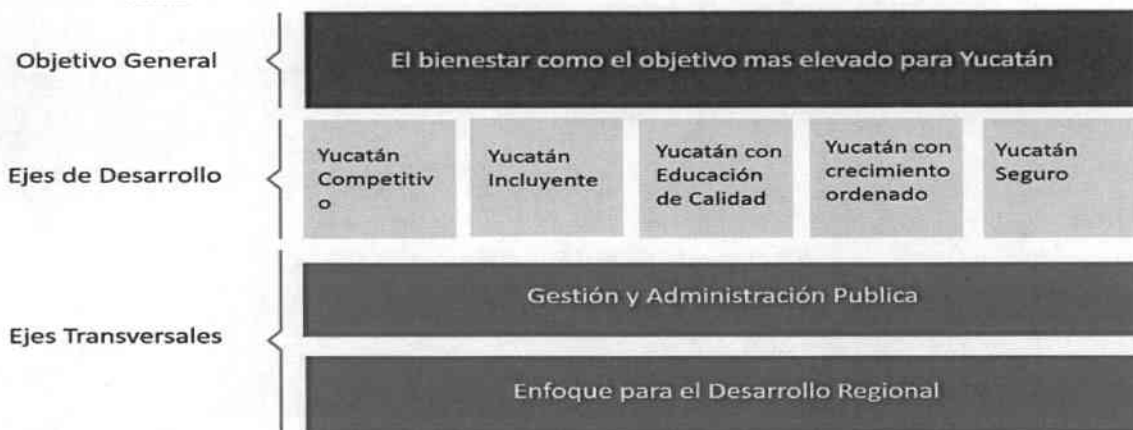 Objetivo General
El bienestar como el objetivo mas elevado para Yucatán
Ejes de Desarrollo
Yucatán
Competitiv
o
Yucatán
Incluyente
Yucatán con
Educación
de Calidad
Yucatán con
crecimiento
ordenado
Yucatán
Seguro
Ejes Transversales
Gestión y Administración Publica
Enfoque para el Desarrollo Regional